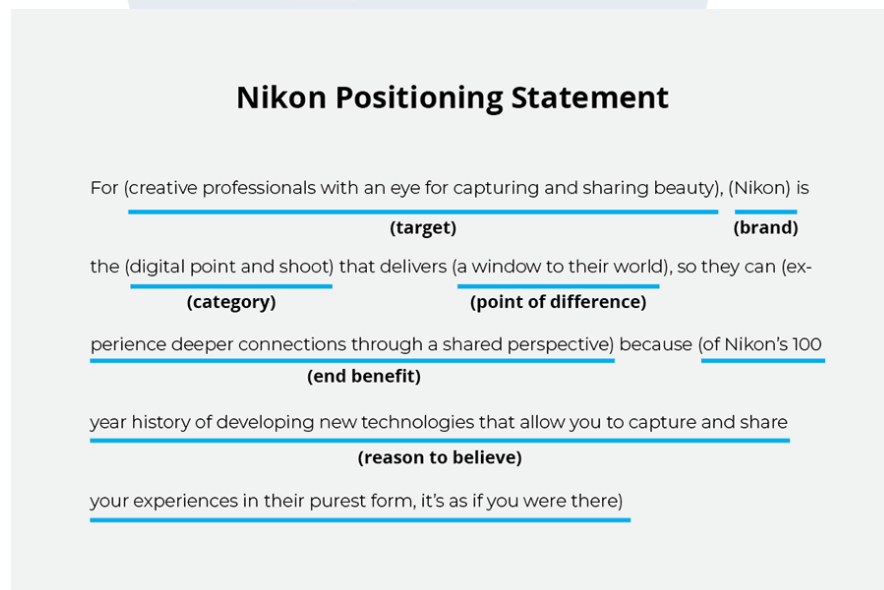 Nikon Positioning Statement
For (creative professionals with an eye for capturing and sharing beauty), (Nikon) is
(target) (brand)
the (digital point and shoot) that delivers (a window to their world), so they can (ex-
(category) (point of difference)
perience deeper connections through a shared perspective) because (of Nikon's 100
(end benefit)
year history of developing new technologies that allow you to capture and share
(reason to believe)
your experiences in their purest form, it's as if you were there)